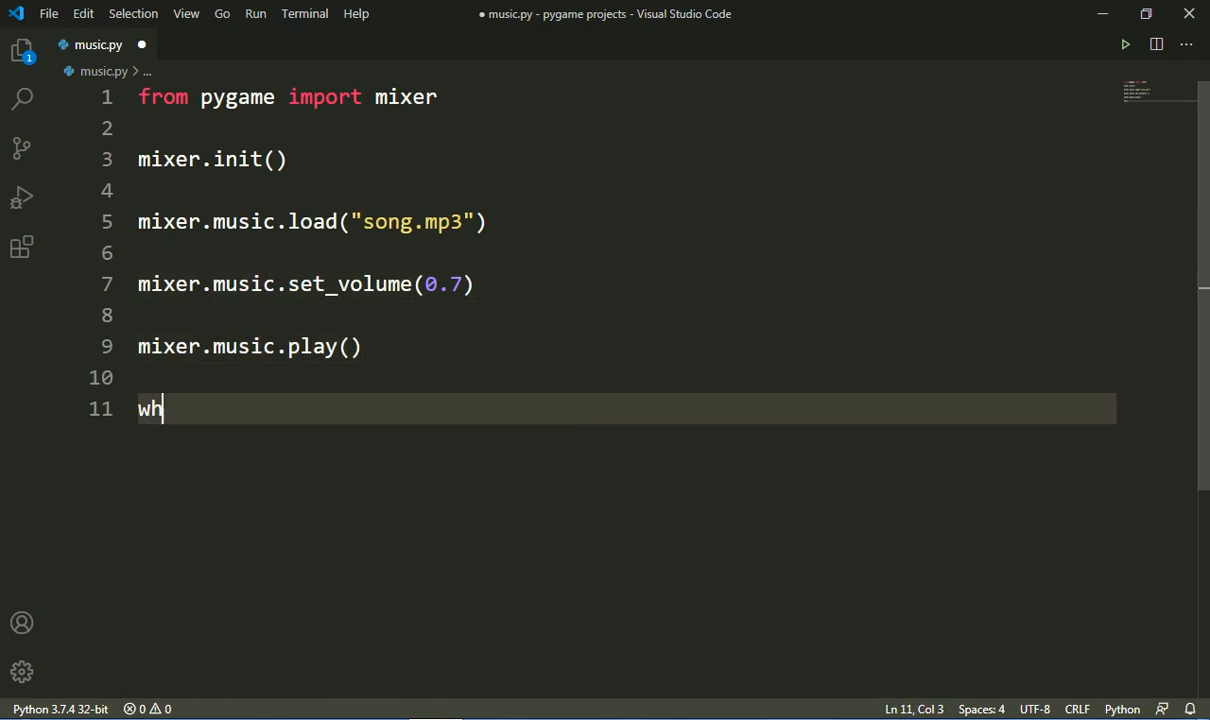 File Edit Selection View Go Run Terminal Help ● music.py - pygame projects - Visual Studio Code
1 music.py ●
music.py > ...
1 from pygame import mixer
2
3 mixer.init()
4
5 mixer.music.load("song.mp3")
6
7 mixer.music.set_volume(0.7)
8
9 mixer.music.play()
10
11 wh
Python 3.7.4 32-bit 0 0 Ln 11, Col 3 Spaces: 4 UTF-8 CRLF Python